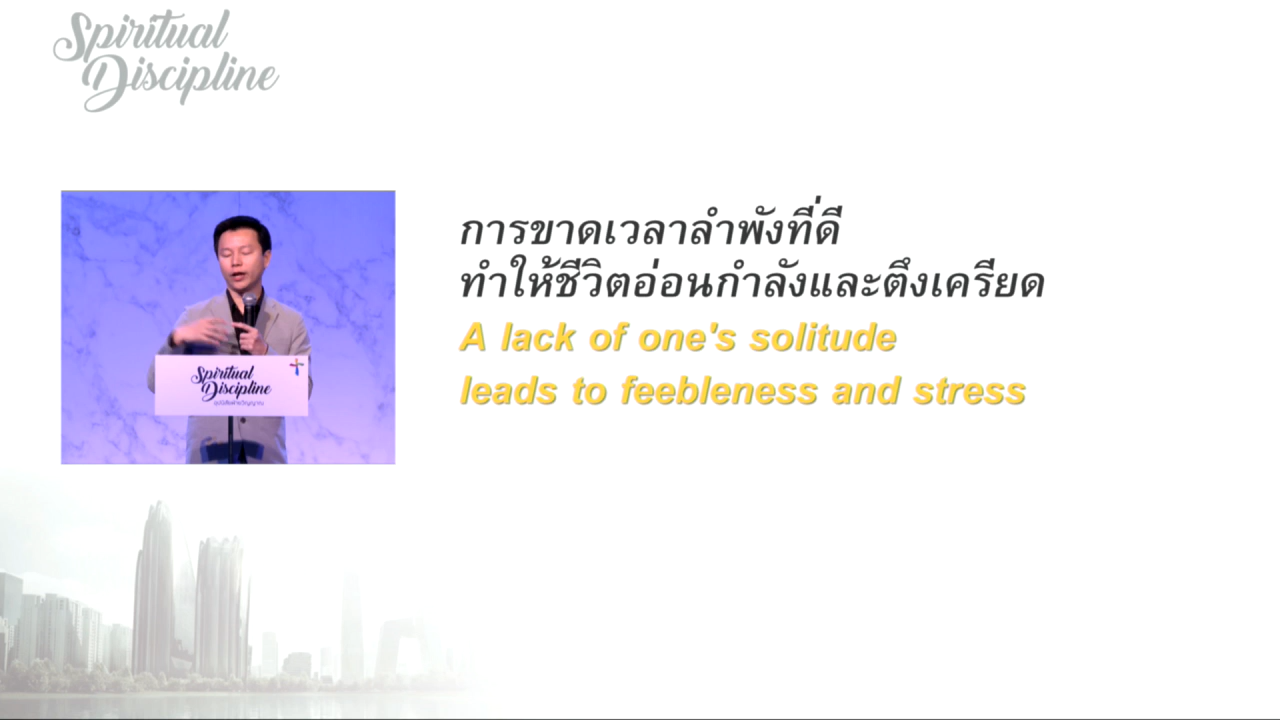 Spiritual
Discipline
การขาดเวลาลำพังที่ดี
ทำให้ชีวิตอ่อนกำลังและตึงเครียด
A lack of one's solitude
leads to feebleness and stress
Spiritual
Discipline